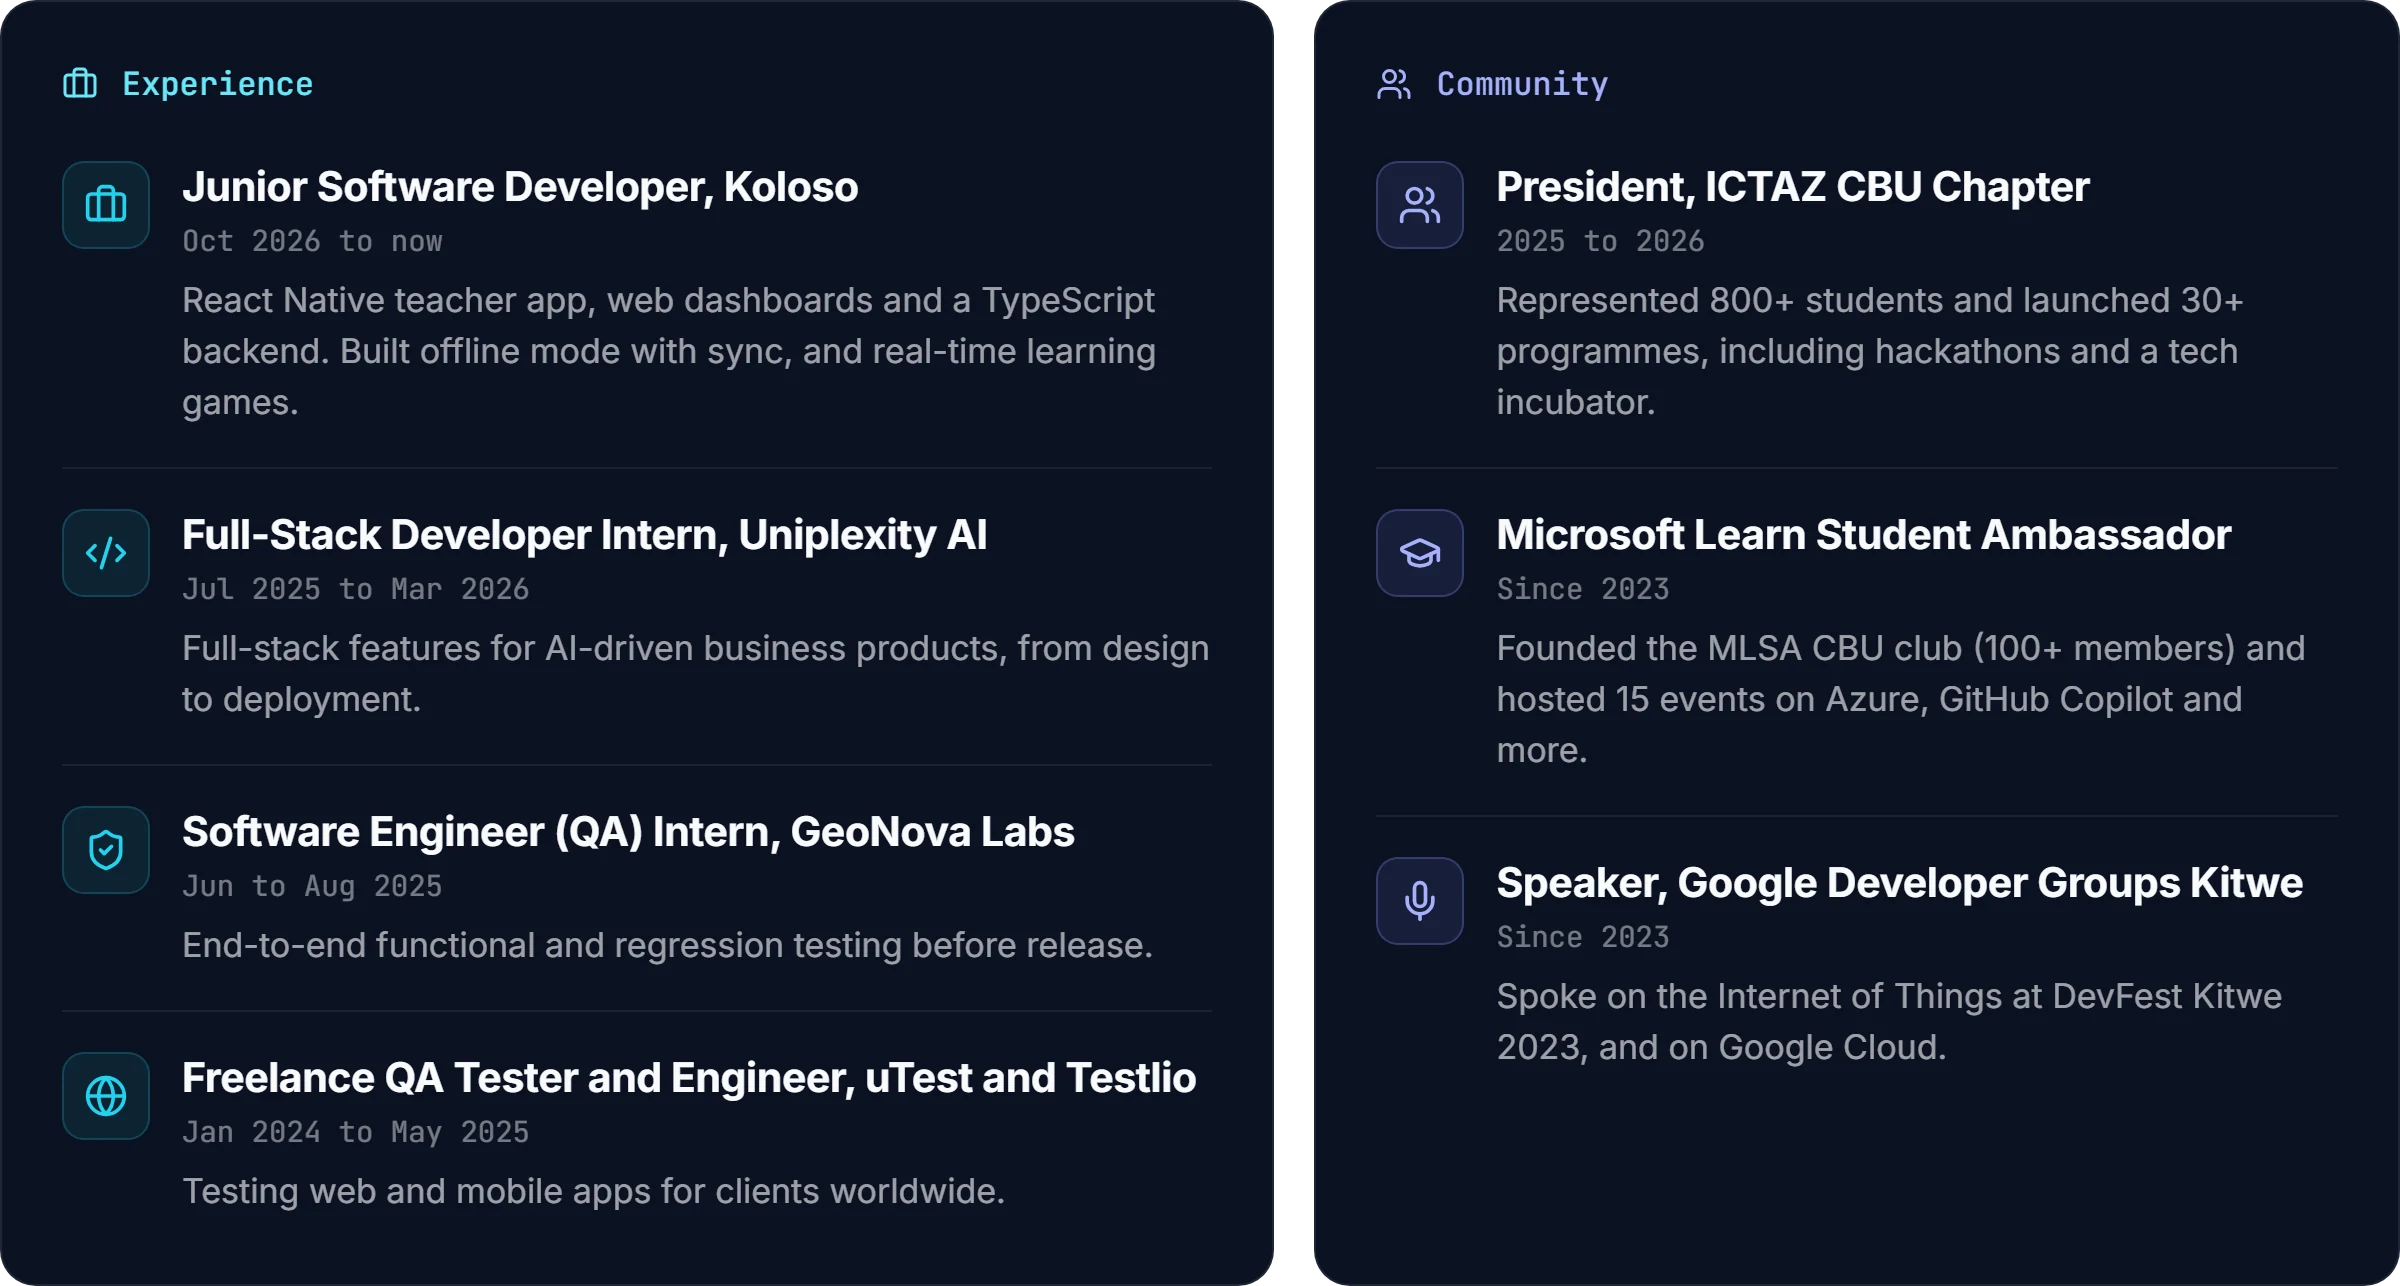 Experience
Junior Software Developer, Koloso
Oct 2026 to now
React Native teacher app, web dashboards and a TypeScript
backend. Built offline mode with sync, and real-time learning
games.
Full-Stack Developer Intern, Uniplexity AI
Jul 2025 to Mar 2026
Full-stack features for AI-driven business products, from design
to deployment.
Software Engineer (QA) Intern, GeoNova Labs
Jun to Aug 2025
End-to-end functional and regression testing before release.
Freelance QA Tester and Engineer, uTest and Testlio
Jan 2024 to May 2025
Testing web and mobile apps for clients worldwide.
Community
President, ICTAZ CBU Chapter
2025 to 2026
Represented 800+ students and launched 30+
programmes, including hackathons and a tech
incubator.
Microsoft Learn Student Ambassador
Since 2023
Founded the MLSA CBU club (100+ members) and
hosted 15 events on Azure, GitHub Copilot and
more.
Speaker, Google Developer Groups Kitwe
Since 2023
Spoke on the Internet of Things at DevFest Kitwe
2023, and on Google Cloud.